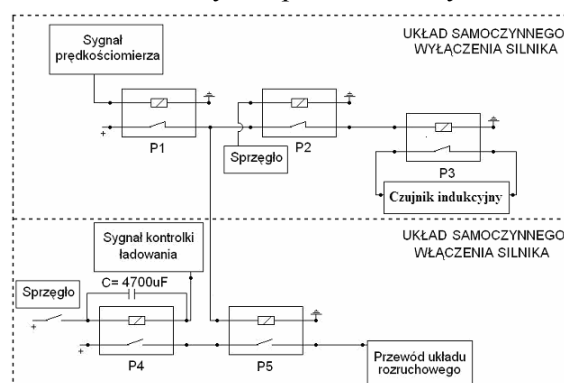 UKŁAD SAMOCZYNNEGO
WYŁĄCZENIA SILNIKA
Sygnał
prędkościomierza
+
P1
Sprzęgło
P2
P3
Czujnik indukcyjny
UKŁAD SAMOCZYNNEGO
WŁĄCZENIA SILNIKA
Sygnał kontrolki
ładowania
C= 4700uF
Sprzęgło
+
+
P4
P5
Przewód układu
rozruchowego